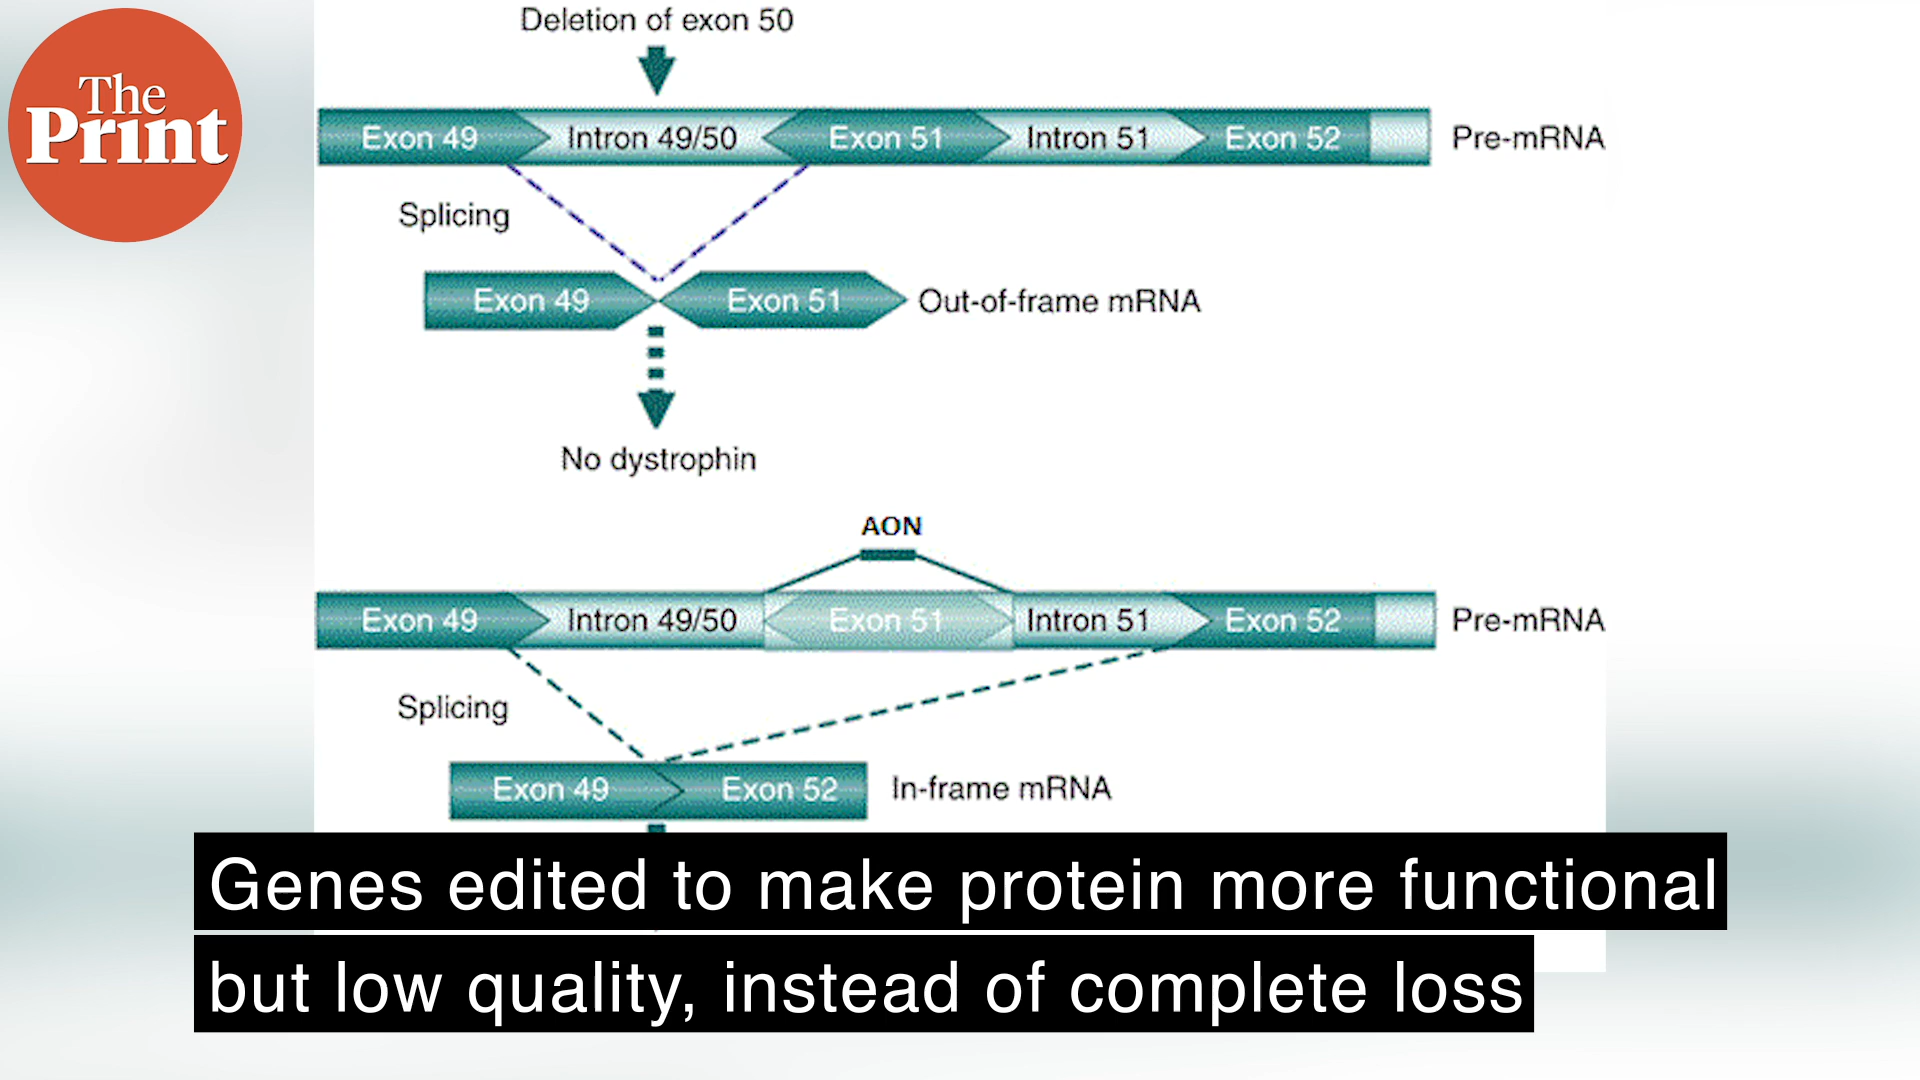 The
Print
Deletion of exon 50
Exon 49 Intron 49/50 Exon 51 Intron 51 Exon 52 Pre-mRNA
Splicing
Exon 49 Exon 51 Out-of-frame mRNA
No dystrophin
AON
Exon 49 Intron 49/50 Exon 51 Intron 51 Exon 52 Pre-mRNA
Splicing
Exon 49 Exon 52 In-frame mRNA
Genes edited to make protein more functional
but low quality, instead of complete loss